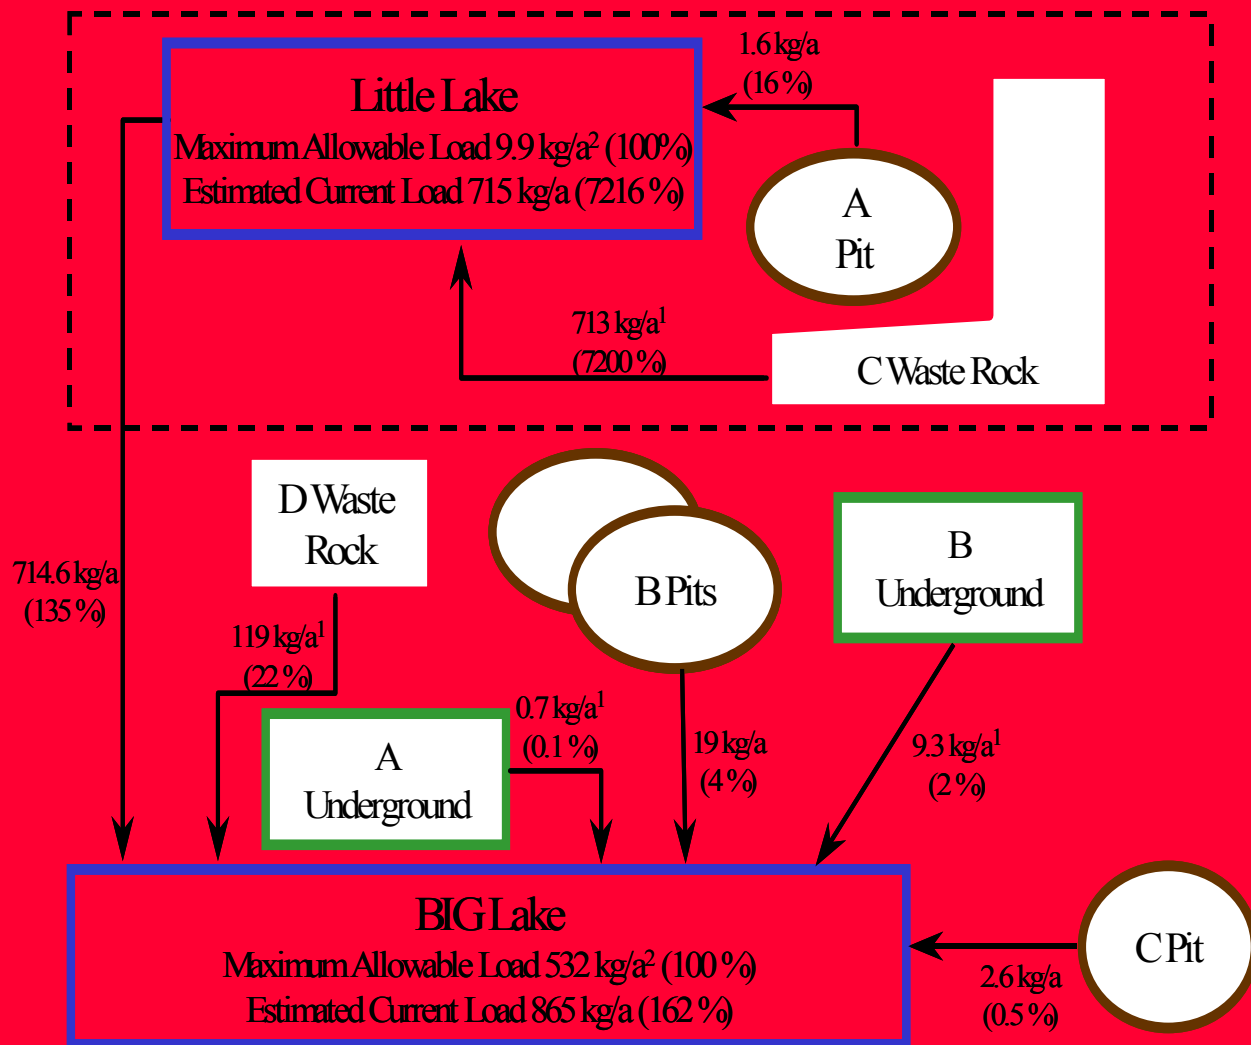 Little Lake
Maximum Allowable Load 9.9 kg/a² (100%)
Estimated Current Load 715 kg/a (7216 %)
1.6 kg/a
(16 %)
A
Pit
713 kg/a¹
(7200 %)
C Waste Rock
D Waste
Rock
B Pits
B
Underground
714.6 kg/a
(135 %)
119 kg/a¹
(22 %)
A
Underground
0.7 kg/a¹
(0.1 %)
19 kg/a
(4 %)
9.3 kg/a¹
(2 %)
BIG Lake
Maximum Allowable Load 532 kg/a² (100 %)
Estimated Current Load 865 kg/a (162 %)
2.6 kg/a
(0.5 %)
C Pit